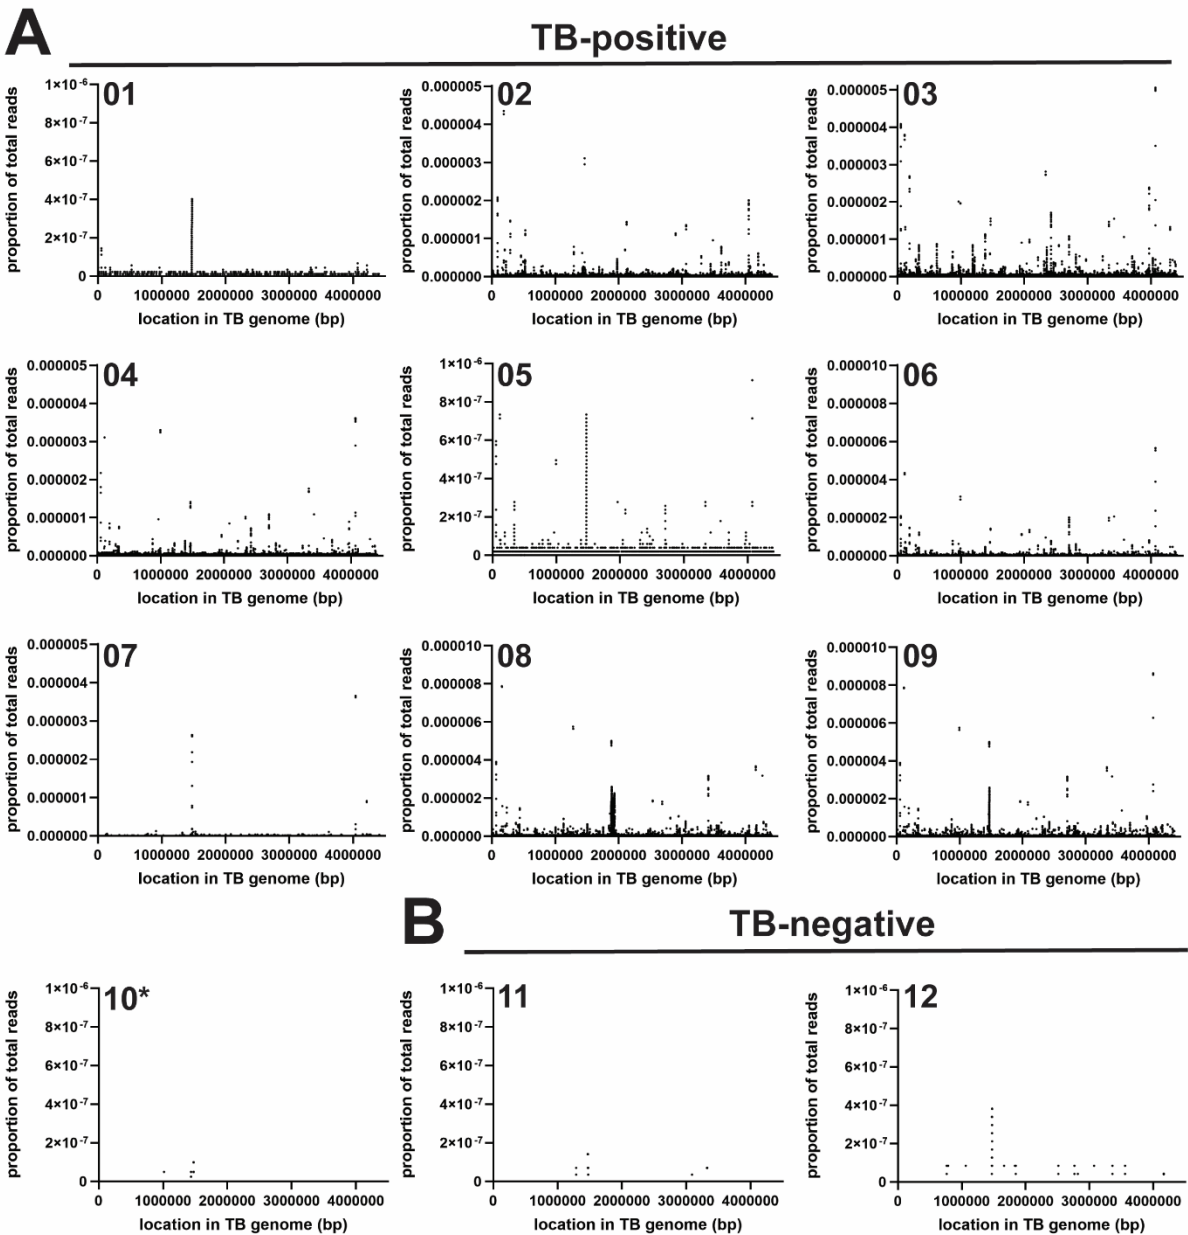 A
TB-positive
01
proportion of total reads
1×10⁻⁶
8×10⁻⁷
6×10⁻⁷
4×10⁻⁷
2×10⁻⁷
0
0 1000000 2000000 3000000 4000000
location in TB genome (bp)
02
proportion of total reads
0.000005
0.000004
0.000003
0.000002
0.000001
0.000000
0 1000000 2000000 3000000 4000000
location in TB genome (bp)
03
proportion of total reads
0.000005
0.000004
0.000003
0.000002
0.000001
0.000000
0 1000000 2000000 3000000 4000000
location in TB genome (bp)
04
proportion of total reads
0.000005
0.000004
0.000003
0.000002
0.000001
0.000000
0 1000000 2000000 3000000 4000000
location in TB genome (bp)
05
proportion of total reads
1×10⁻⁶
8×10⁻⁷
6×10⁻⁷
4×10⁻⁷
2×10⁻⁷
0
0 1000000 2000000 3000000 4000000
location in TB genome (bp)
06
proportion of total reads
0.000010
0.000008
0.000006
0.000004
0.000002
0.000000
0 1000000 2000000 3000000 4000000
location in TB genome (bp)
07
proportion of total reads
0.000005
0.000004
0.000003
0.000002
0.000001
0.000000
0 1000000 2000000 3000000 4000000
location in TB genome (bp)
08
proportion of total reads
0.000010
0.000008
0.000006
0.000004
0.000002
0.000000
0 1000000 2000000 3000000 4000000
location in TB genome (bp)
09
proportion of total reads
0.000010
0.000008
0.000006
0.000004
0.000002
0.000000
0 1000000 2000000 3000000 4000000
location in TB genome (bp)
10*
proportion of total reads
1×10⁻⁶
8×10⁻⁷
6×10⁻⁷
4×10⁻⁷
2×10⁻⁷
0
0 1000000 2000000 3000000 4000000
location in TB genome (bp)
B
TB-negative
11
proportion of total reads
1×10⁻⁶
8×10⁻⁷
6×10⁻⁷
4×10⁻⁷
2×10⁻⁷
0
0 1000000 2000000 3000000 4000000
location in TB genome (bp)
12
proportion of total reads
1×10⁻⁶
8×10⁻⁷
6×10⁻⁷
4×10⁻⁷
2×10⁻⁷
0
0 1000000 2000000 3000000 4000000
location in TB genome (bp)